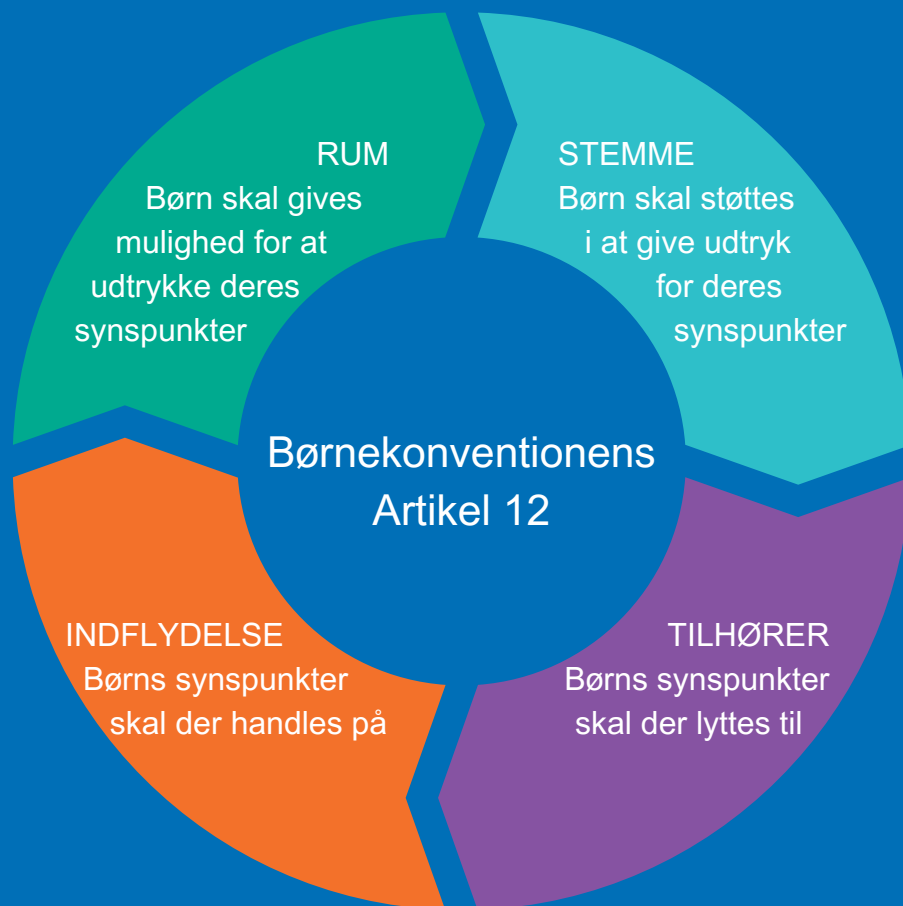 RUM
Børn skal gives
mulighed for at
udtrykke deres
synspunkter
STEMME
Børn skal støttes
i at give udtryk
for deres
synspunkter
Børnekonventionens
Artikel 12
INDFLYDELSE
Børns synspunkter
skal der handles på
TILHØRER
Børns synspunkter
skal der lyttes til